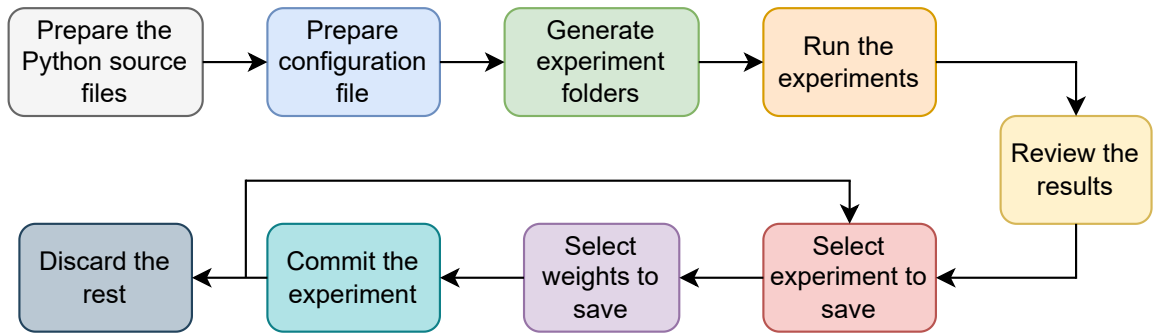 Prepare the
Python source
files
Prepare
configuration
file
Generate
experiment
folders
Run the
experiments
Review the
results
Select
experiment to
save
Select
weights to
save
Commit the
experiment
Discard the
rest